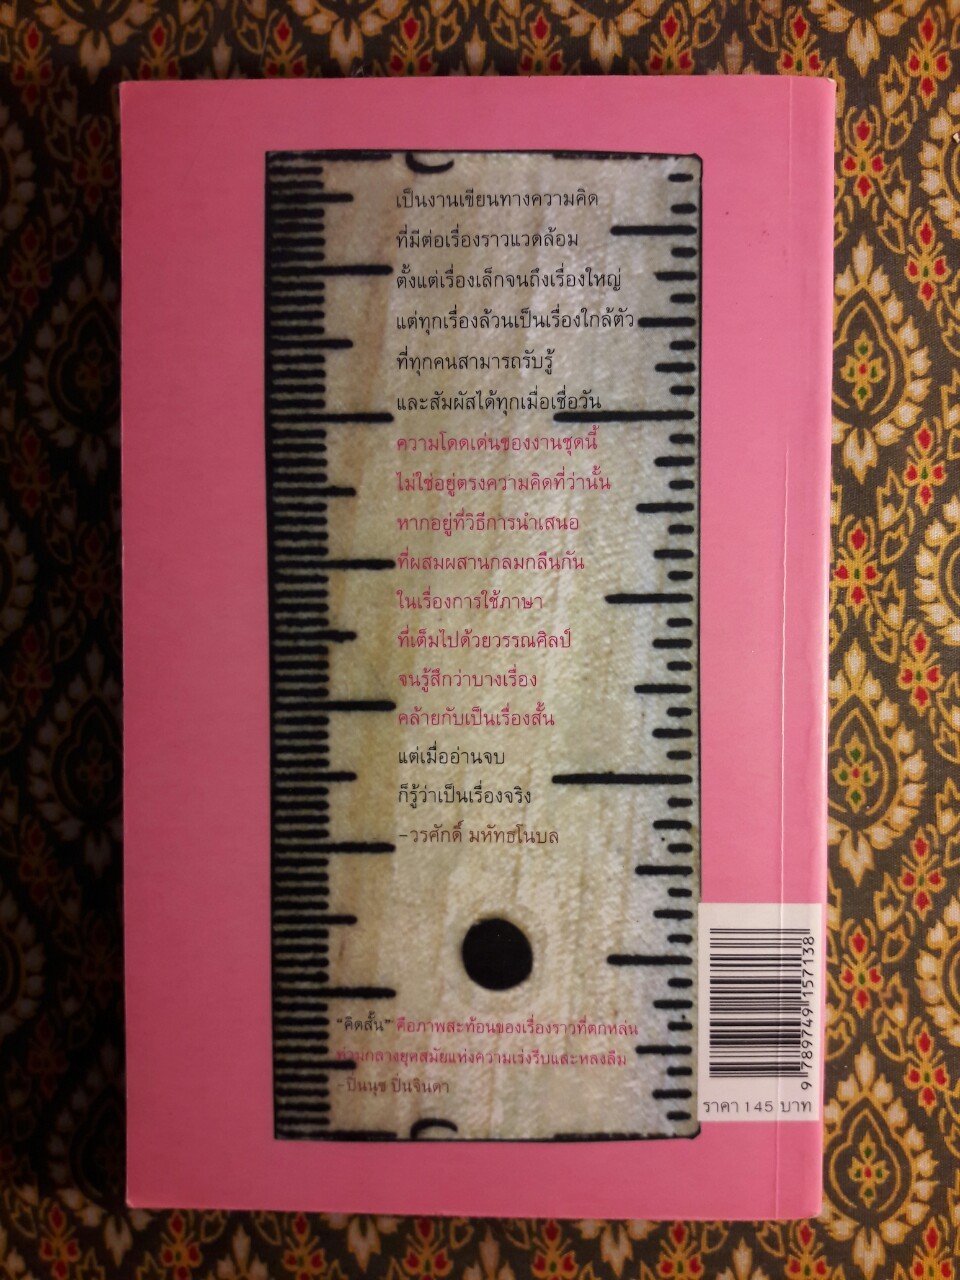 เป็นงานเขียนทางความคิด
ที่มีต่อเรื่องราวแวดล้อม
ตั้งแต่เรื่องเล็กจนถึงเรื่องใหญ่
แต่ทุกเรื่องล้วนเป็นเรื่องใกล้ตัว
ที่ทุกคนสามารถรับรู้
และสัมผัสได้ทุกเมื่อเชื่อวัน
ความโดดเด่นของงานชุดนี้
ไม่ใช่อยู่ตรงความคิดที่ว่านั้น
หากอยู่ที่วิธีการนำเสนอ
ที่ผสมผสานกลมกลืนกัน
ในเรื่องการใช้ภาษา
ที่เต็มไปด้วยวรรณศิลป์
จนรู้สึกว่าบางเรื่อง
คล้ายกับเป็นเรื่องสั้น
แต่เมื่ออ่านจบ
ก็รู้ว่าเป็นเรื่องจริง
-วรศักดิ์ มหัทธโนบล
"คิดสั้น" คือภาพสะท้อนของเรื่องราวที่ตกหล่น
ท่ามกลางยุคสมัยแห่งความเร่งรีบและหลงลืม
-ปิ่นนุช ปิ่นจินดา
9 789749 157138
ราคา 145 บาท